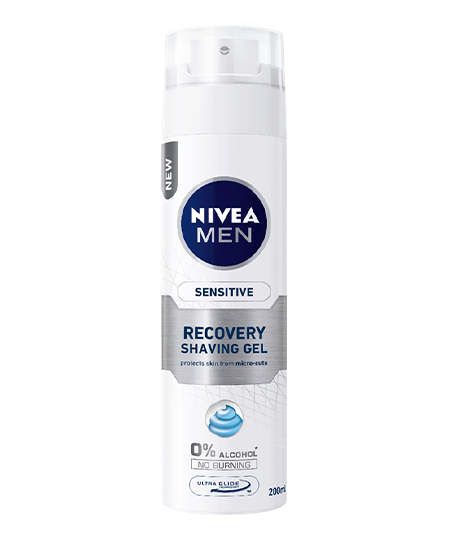 NEW
NIVEA
MEN
SENSITIVE
RECOVERY
SHAVING GEL
protects skin from micro-cuts
0% ALCOHOL*
NO BURNING
ULTRA GLIDE
200ml